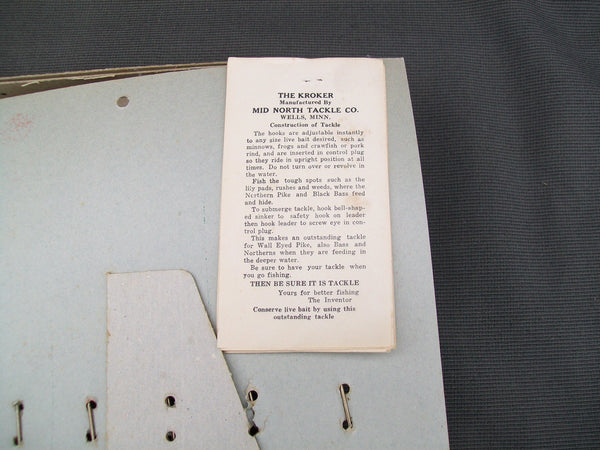 THE KROKER
Manufactured By
MID NORTH TACKLE CO.
WELLS, MINN.
Construction of Tackle
The hooks are adjustable instantly
to any size live bait desired, such as
minnows, frogs and crawfish or pork
rind, and are inserted in control plug
so they ride in upright position at all
times. Do not turn over or revolve in
the water.
Fish the tough spots such as the
lily pads, rushes and weeds, where the
Northern Pike and Black Bass feed
and hide.
To submerge tackle, hook bell-shap-
ed sinker to safety hook on leader
then hook leader to screw eye in con-
trol plug.
This makes an outstanding tackle
for Wall Eyed Pike, also Bass and
Northerns when they are feeding in
the deeper water.
Be sure to have your tackle when
you go fishing.
THEN BE SURE IT IS TACKLE
Yours for better fishing
The Inventor
Conserve live bait by using this
outstanding tackle